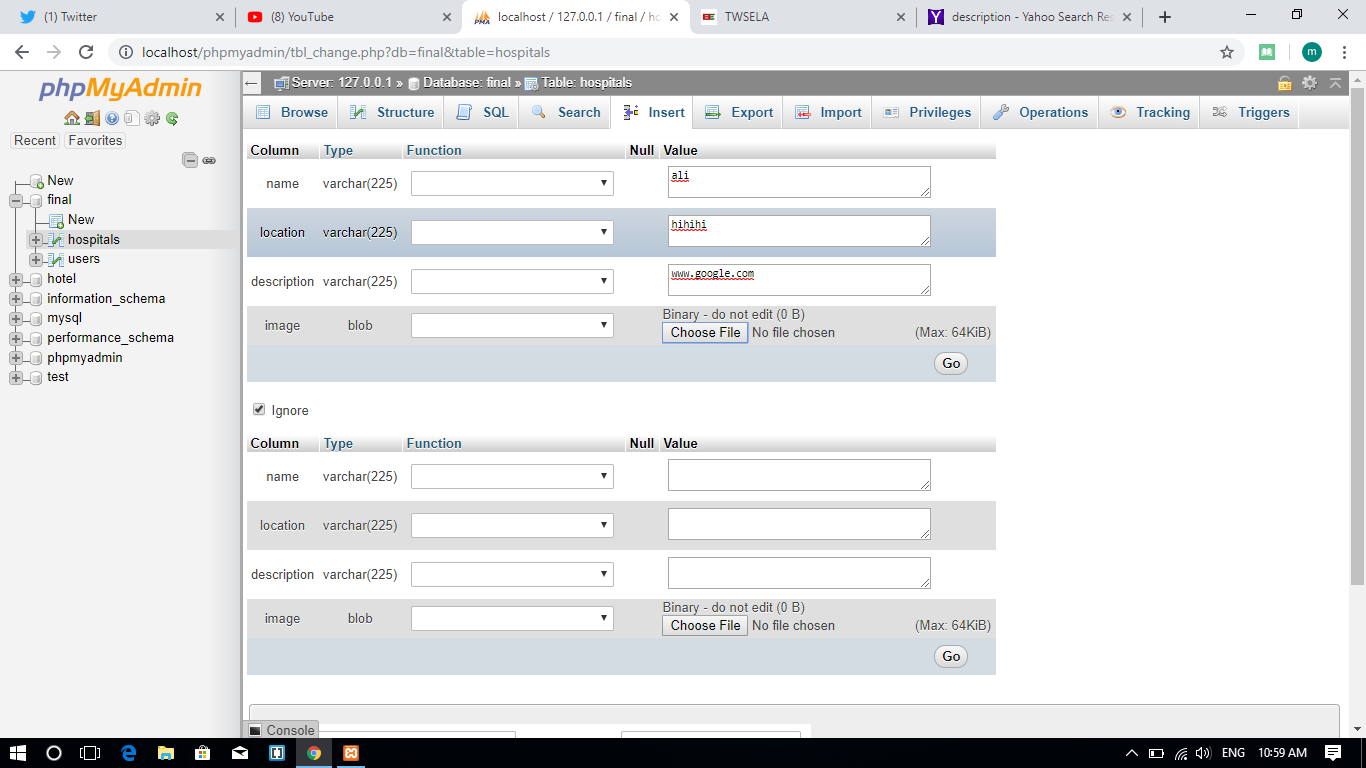 (1) Twitter (8) YouTube localhost / 127.0.0.1 / final / ho TWSELA description - Yahoo Search Res
localhost/phpmyadmin/tbl_change.php?db=final&table=hospitals m
phpMyAdmin
Recent Favorites
New
final
New
hospitals
users
hotel
information_schema
mysql
performance_schema
phpmyadmin
test
Server: 127.0.0.1 » Database: final » Table: hospitals
Browse Structure SQL Search Insert Export Import Privileges Operations Tracking Triggers
Column Type Function Null Value
name varchar(225) ali
location varchar(225) hihihi
description varchar(225) www.google.com
image blob Binary - do not edit (0 B)
Choose File No file chosen (Max: 64KiB)
Go
Ignore
Column Type Function Null Value
name varchar(225)
location varchar(225)
description varchar(225)
image blob Binary - do not edit (0 B)
Choose File No file chosen (Max: 64KiB)
Go
Console
ENG 10:59 AM